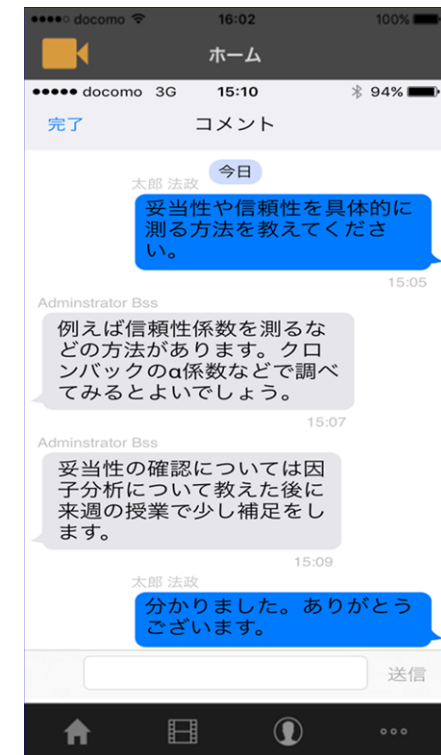 docomo 16:02 100%
ホーム
docomo 3G 15:10 94%
完了 コメント
今日
太郎 法政
妥当性や信頼性を具体的に
測る方法を教えてくださ
い。
15:05
Adminstrator Bss
例えば信頼性係数を測るな
どの方法があります。クロ
ンバックのα係数などで調べ
てみるとよいでしょう。
15:07
Adminstrator Bss
妥当性の確認については因
子分析について教えた後に
来週の授業で少し補足をし
ます。
15:09
太郎 法政
分かりました。ありがとう
ございます。
送信